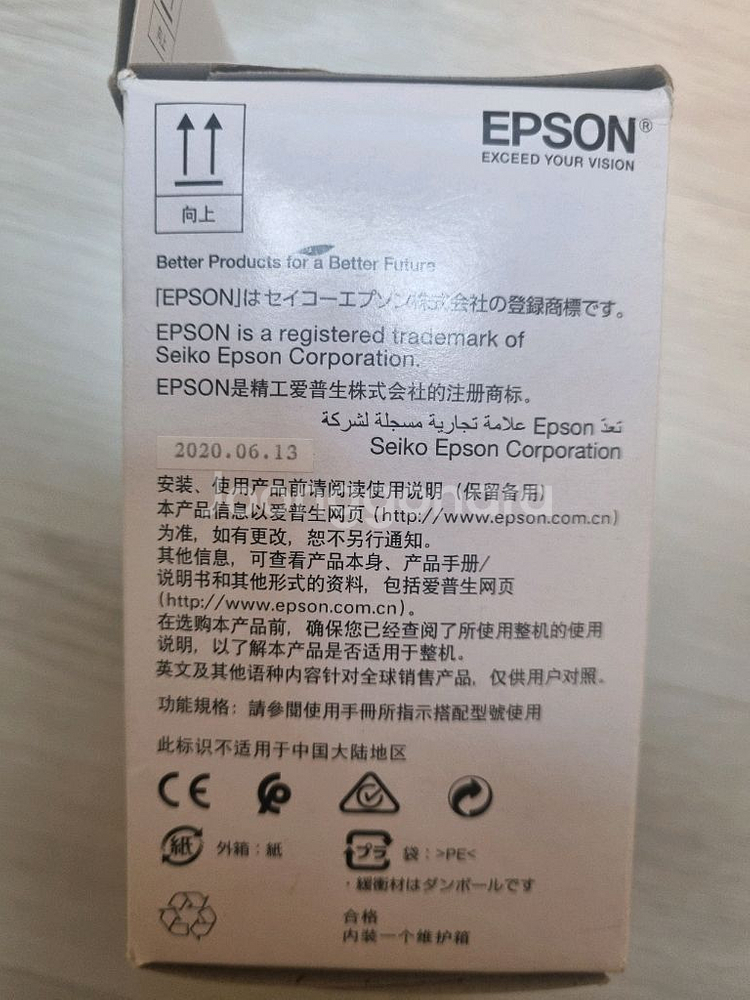 向上
EPSON®
EXCEED YOUR VISION
Better Products for a Better Future
「EPSON」はセイコーエプソン株式会社の登録商標です。
EPSON is a registered trademark of
Seiko Epson Corporation.
EPSON是精工爱普生株式会社的注册商标。
تعدّ Epson علامة تجارية مسجلة لشركة
Seiko Epson Corporation
2020.06.13
安装、使用产品前请阅读使用说明（保留备用）
本产品信息以爱普生网页（http://www.epson.com.cn）
为准，如有更改，恕不另行通知。
其他信息，可查看产品本身、产品手册/
说明书和其他形式的资料，包括爱普生网页
（http://www.epson.com.cn）。
在选购本产品前，确保您已经查阅了所使用整机的使用
说明，以了解本产品是否适用于整机。
英文及其他语种内容针对全球销售产品，仅供用户对照。
功能規格：請參閱使用手冊所指示搭配型號使用
此标识不适用于中国大陆地区
CE
紙 外箱：紙
プラ 袋：>PE<
・緩衝材はダンボールです
合格
内装一个维护箱